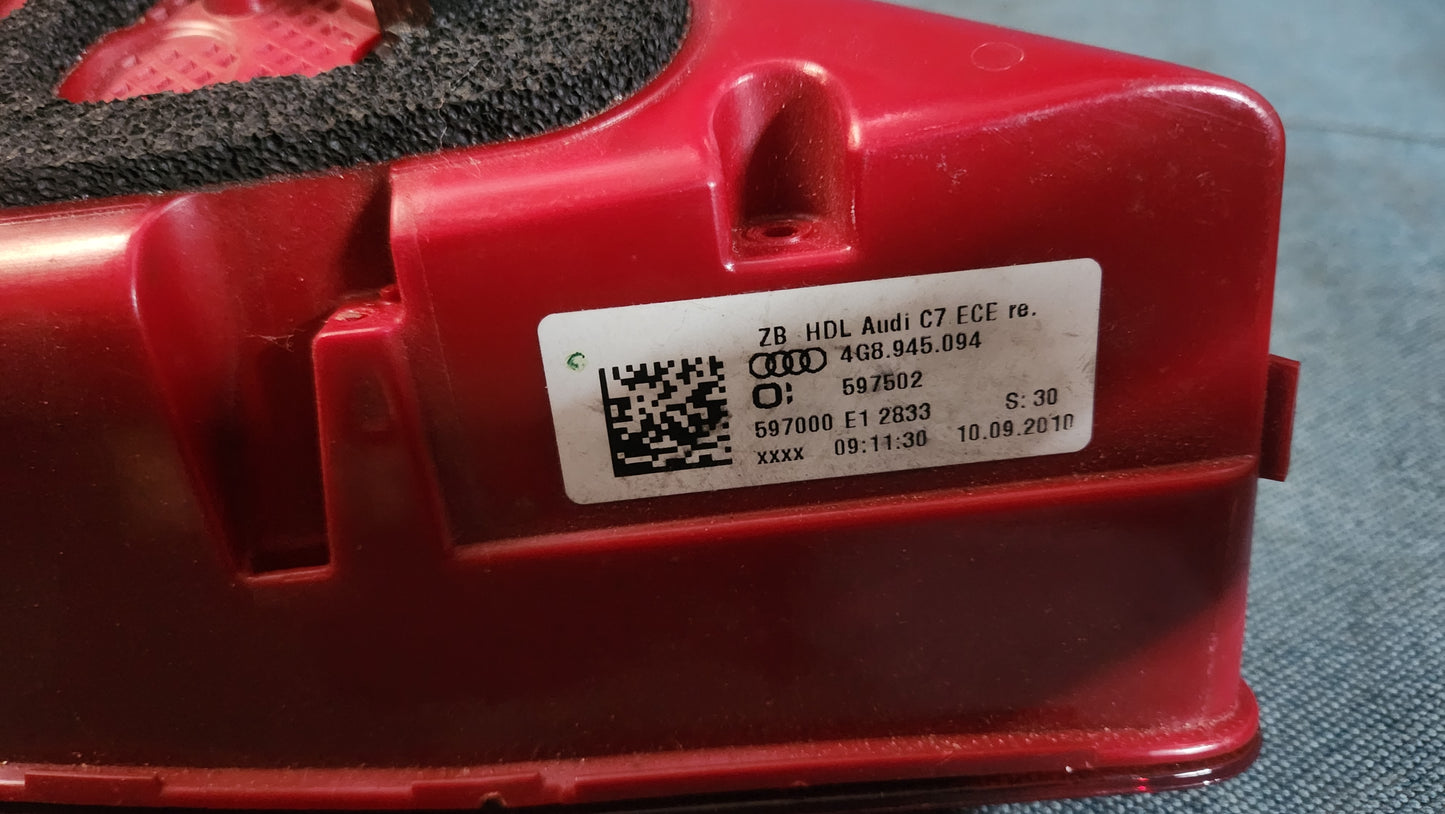 ZB HDL Audi C7 ECE re.
4G8.945.094
597502
597000 E1 2833 S: 30
xxxx 09:11:30 10.09.2010